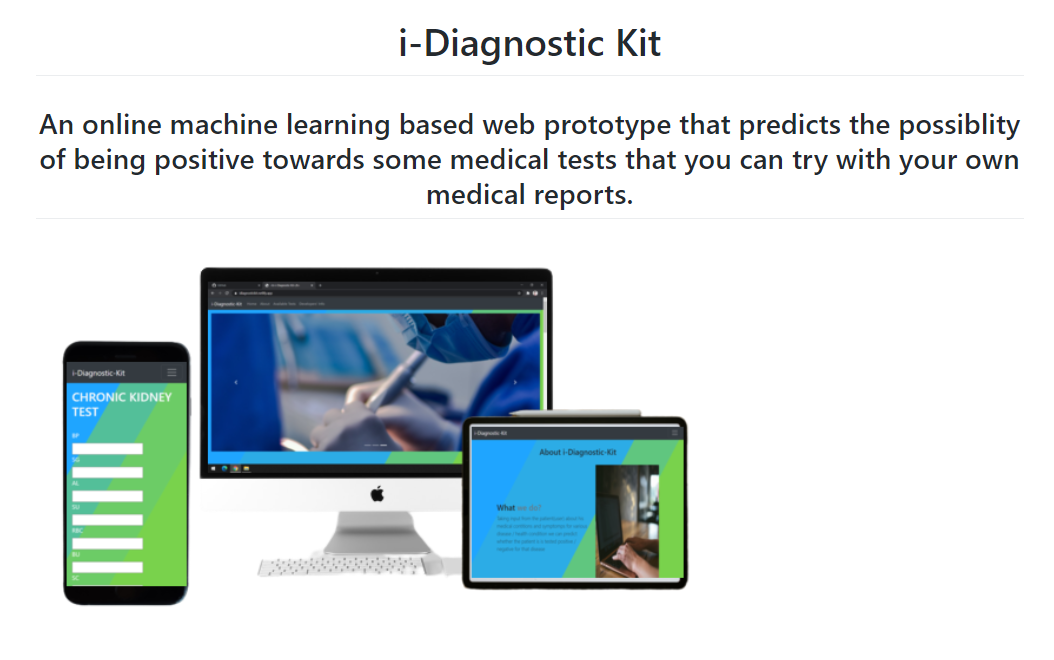 i-Diagnostic Kit
An online machine learning based web prototype that predicts the possiblity
of being positive towards some medical tests that you can try with your own
medical reports.
i-Diagnostic Kit Home About Available Tests Developers Info
i-Diagnostic-Kit
CHRONIC KIDNEY
TEST
BP
SG
AL
SU
RBC
BU
SC
i-Diagnostic Kit
About i-Diagnostic-Kit
What we do?